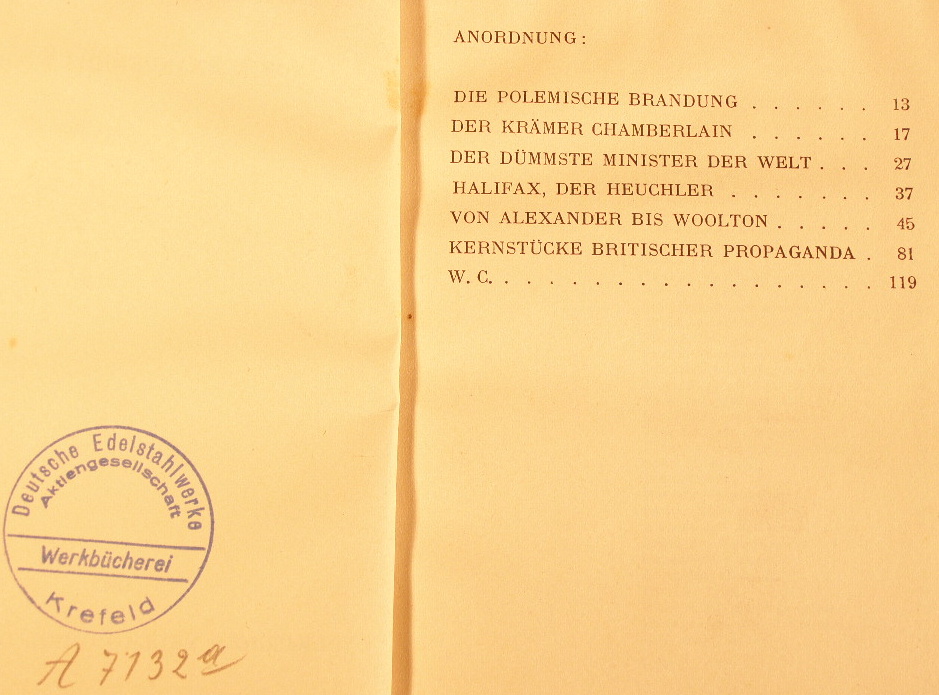 Deutsche Edelstahlwerke
Aktiengesellschaft
Werkbücherei
Krefeld
A 7132a
ANORDNUNG:
DIE POLEMISCHE BRANDUNG . . . . . . 13
DER KRÄMER CHAMBERLAIN . . . . . . 17
DER DÜMMSTE MINISTER DER WELT . . . 27
HALIFAX, DER HEUCHLER . . . . . . . 37
VON ALEXANDER BIS WOOLTON . . . . . 45
KERNSTÜCKE BRITISCHER PROPAGANDA . 81
W. C. . . . . . . . . . . . . . . . . . 119